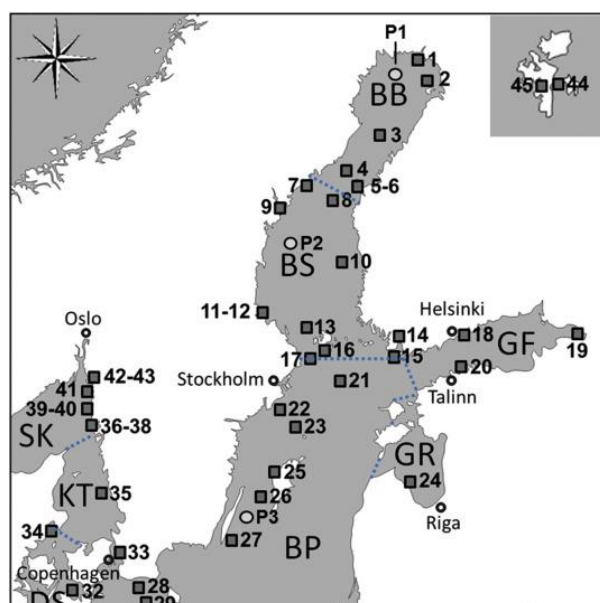 P1
1
BB
2
45
44
3
4
7
5-6
8
9
P2
BS
10
11-12
13
Helsinki
Oslo
14
18
GF
19
16
15
17
20
Stockholm
42-43
21
Talinn
41
39-40
22
SK
36-38
23
GR
25
24
KT
35
26
P3
Riga
34
33
27
BP
Copenhagen
28
32
DS
29